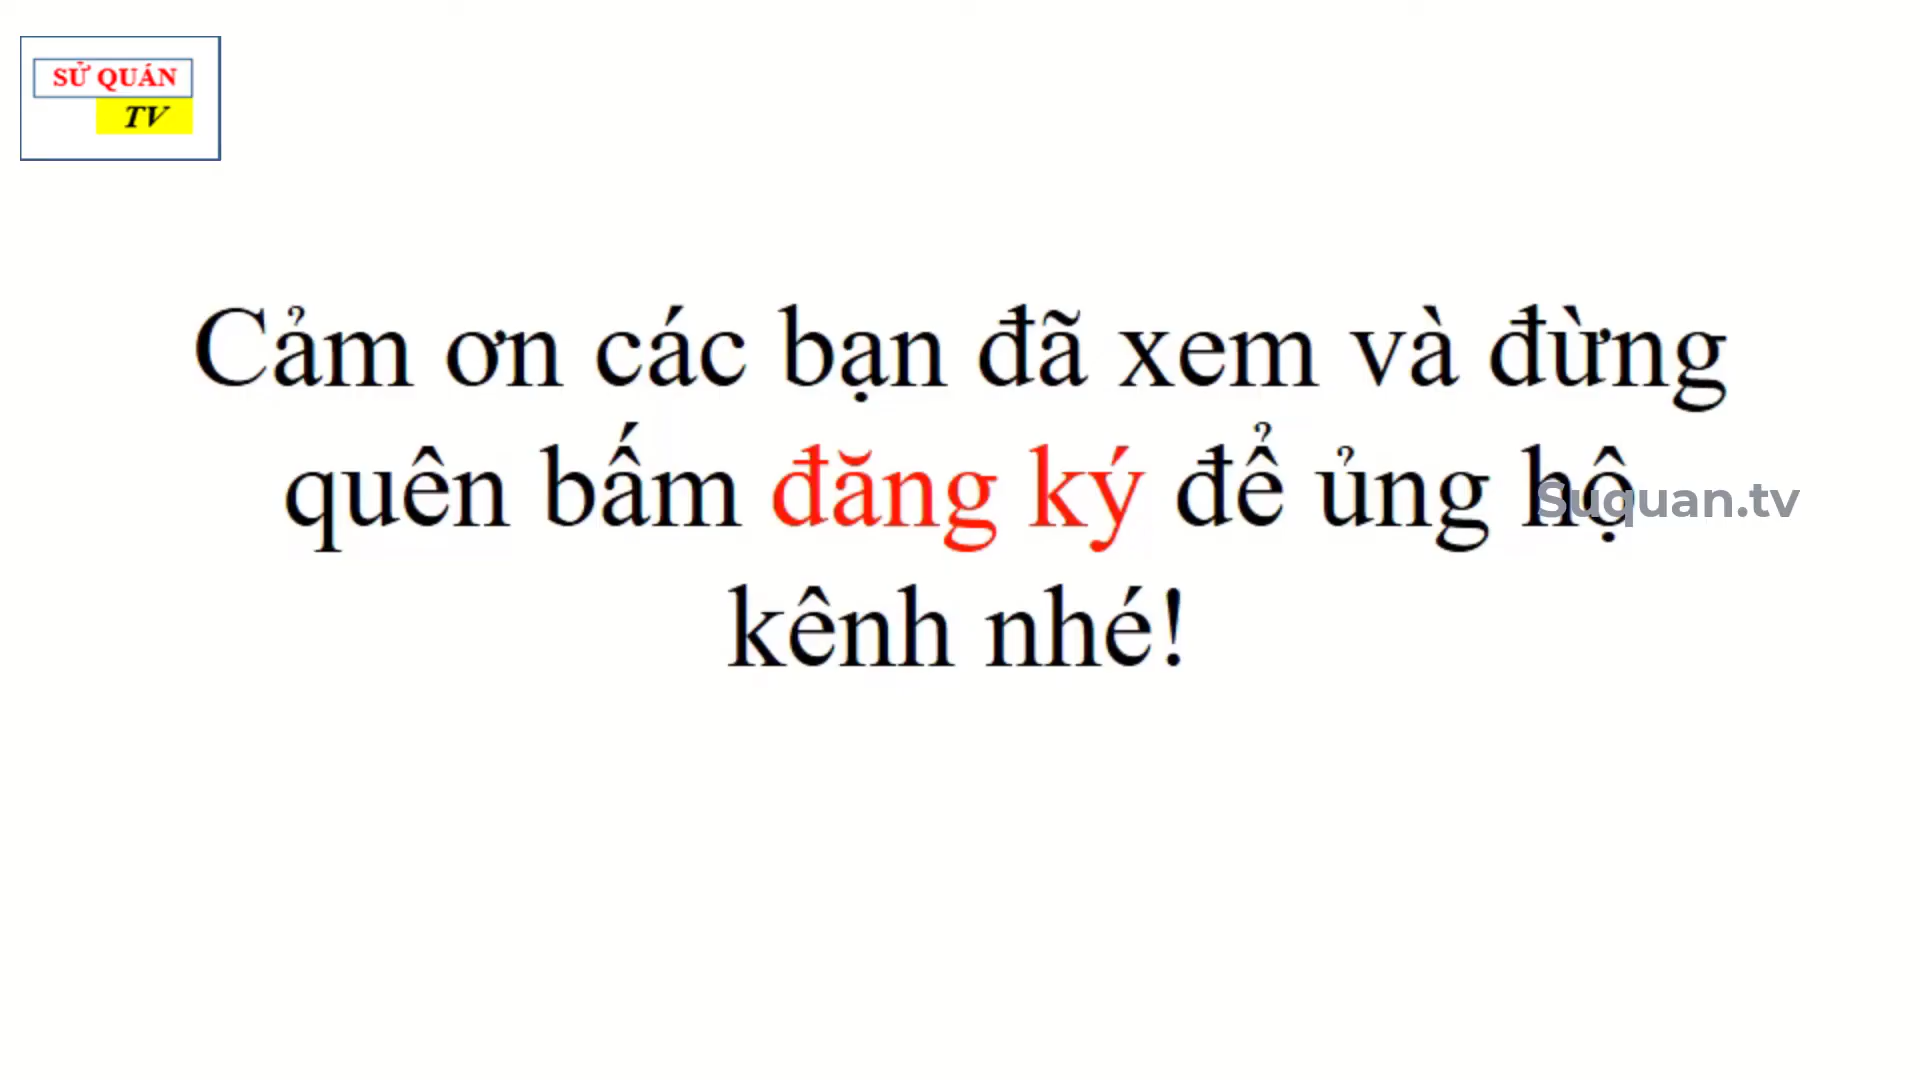 SỬ QUÁN
TV
Cảm ơn các bạn đã xem và đừng
quên bấm đăng ký để ủng hộ
Suquan.tv
kênh nhé!